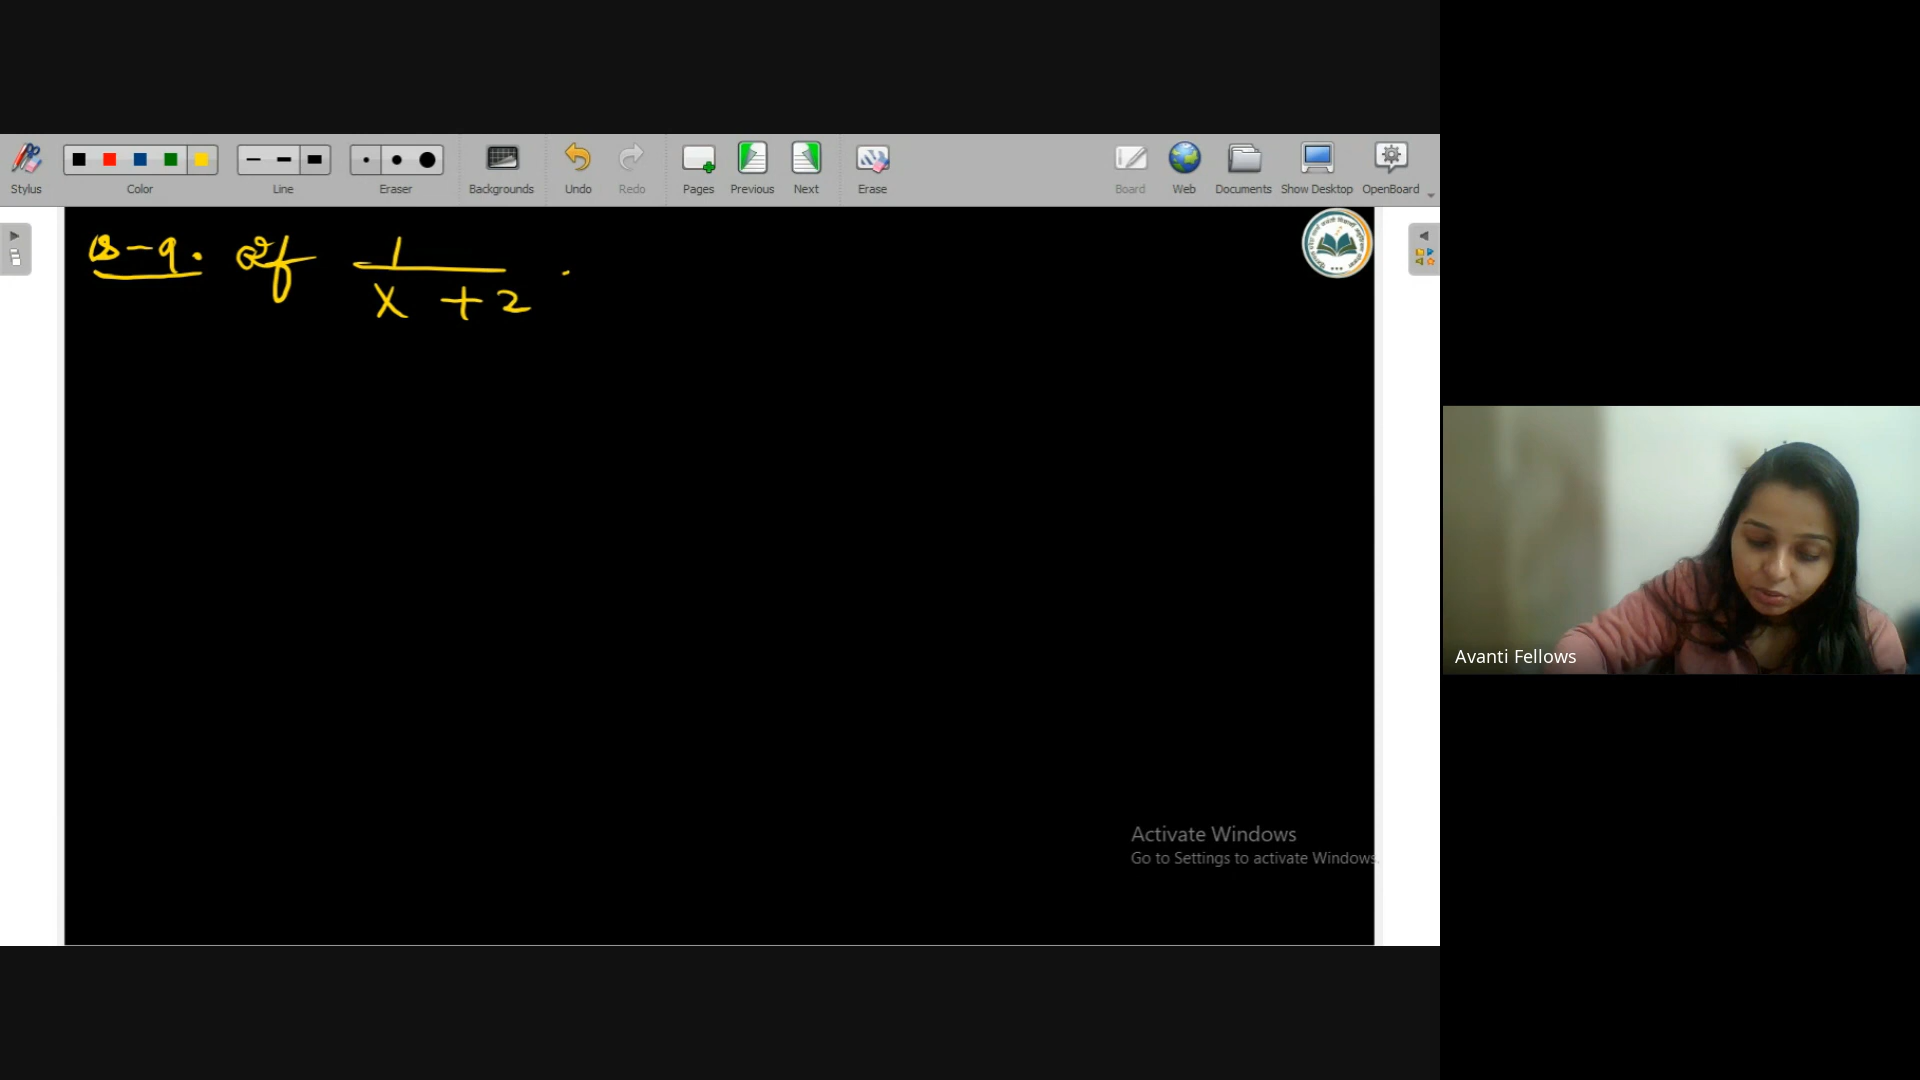 Stylus
Color
Line
Eraser
Backgrounds
Undo
Redo
Pages
Previous
Next
Erase
Board
Web
Documents
Show Desktop
OpenBoard
Q-9. If 1/(x +2)
Activate Windows
Go to Settings to activate Windows.
Avanti Fellows